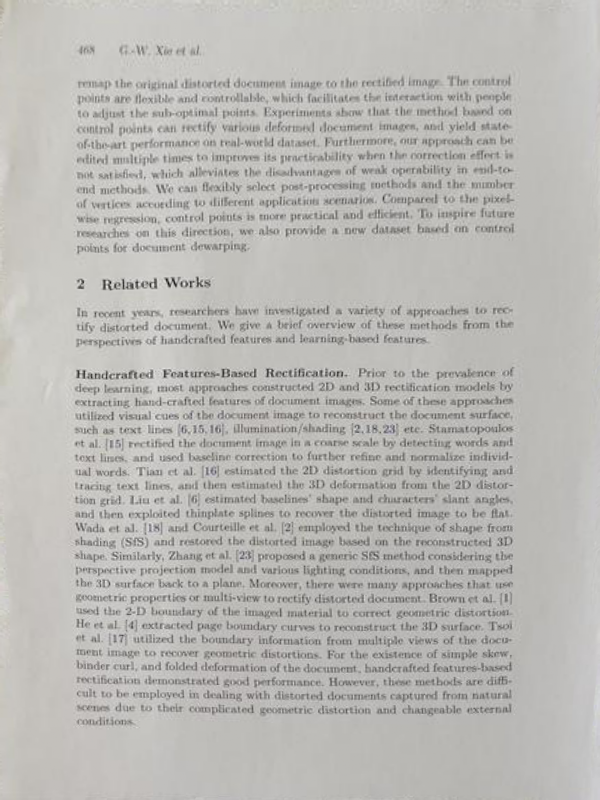 468 G.-W. Xie et al.
remap the original distorted document image to the rectified image. The control
points are flexible and controllable, which facilitates the interaction with people
to adjust the sub-optimal points. Experiments show that the method based on
control points can rectify various deformed document images, and yield state-
of-the-art performance on real-world dataset. Furthermore, our approach can be
edited multiple times to improves its practicability when the correction effect is
not satisfied, which alleviates the disadvantages of weak operability in end-to-
end methods. We can flexibly select post-processing methods and the number
of vertices according to different application scenarios. Compared to the pixel-
wise regression, control points is more practical and efficient. To inspire future
researches on this direction, we also provide a new dataset based on control
points for document dewarping.
2 Related Works
In recent years, researchers have investigated a variety of approaches to rec-
tify distorted document. We give a brief overview of these methods from the
perspectives of handcrafted features and learning-based features.
Handcrafted Features-Based Rectification. Prior to the prevalence of
deep learning, most approaches constructed 2D and 3D rectification models by
extracting hand-crafted features of document images. Some of these approaches
utilized visual cues of the document image to reconstruct the document surface,
such as text lines [6,15,16], illumination/shading [2,18,23] etc. Stamatopoulos
et al. [15] rectified the document image in a coarse scale by detecting words and
text lines, and used baseline correction to further refine and normalize individ-
ual words. Tian et al. [16] estimated the 2D distortion grid by identifying and
tracing text lines, and then estimated the 3D deformation from the 2D distor-
tion grid. Liu et al. [6] estimated baselines' shape and characters' slant angles,
and then exploited thinplate splines to recover the distorted image to be flat.
Wada et al. [18] and Courteille et al. [2] employed the technique of shape from
shading (SfS) and restored the distorted image based on the reconstructed 3D
shape. Similarly, Zhang et al. [23] proposed a generic SfS method considering the
perspective projection model and various lighting conditions, and then mapped
the 3D surface back to a plane. Moreover, there were many approaches that use
geometric properties or multi-view to rectify distorted document. Brown et al. [1]
used the 2-D boundary of the imaged material to correct geometric distortion.
He et al. [4] extracted page boundary curves to reconstruct the 3D surface. Tsoi
et al. [17] utilized the boundary information from multiple views of the docu-
ment image to recover geometric distortions. For the existence of simple skew,
binder curl, and folded deformation of the document, handcrafted features-based
rectification demonstrated good performance. However, these methods are diffi-
cult to be employed in dealing with distorted documents captured from natural
scenes due to their complicated geometric distortion and changeable external
conditions.